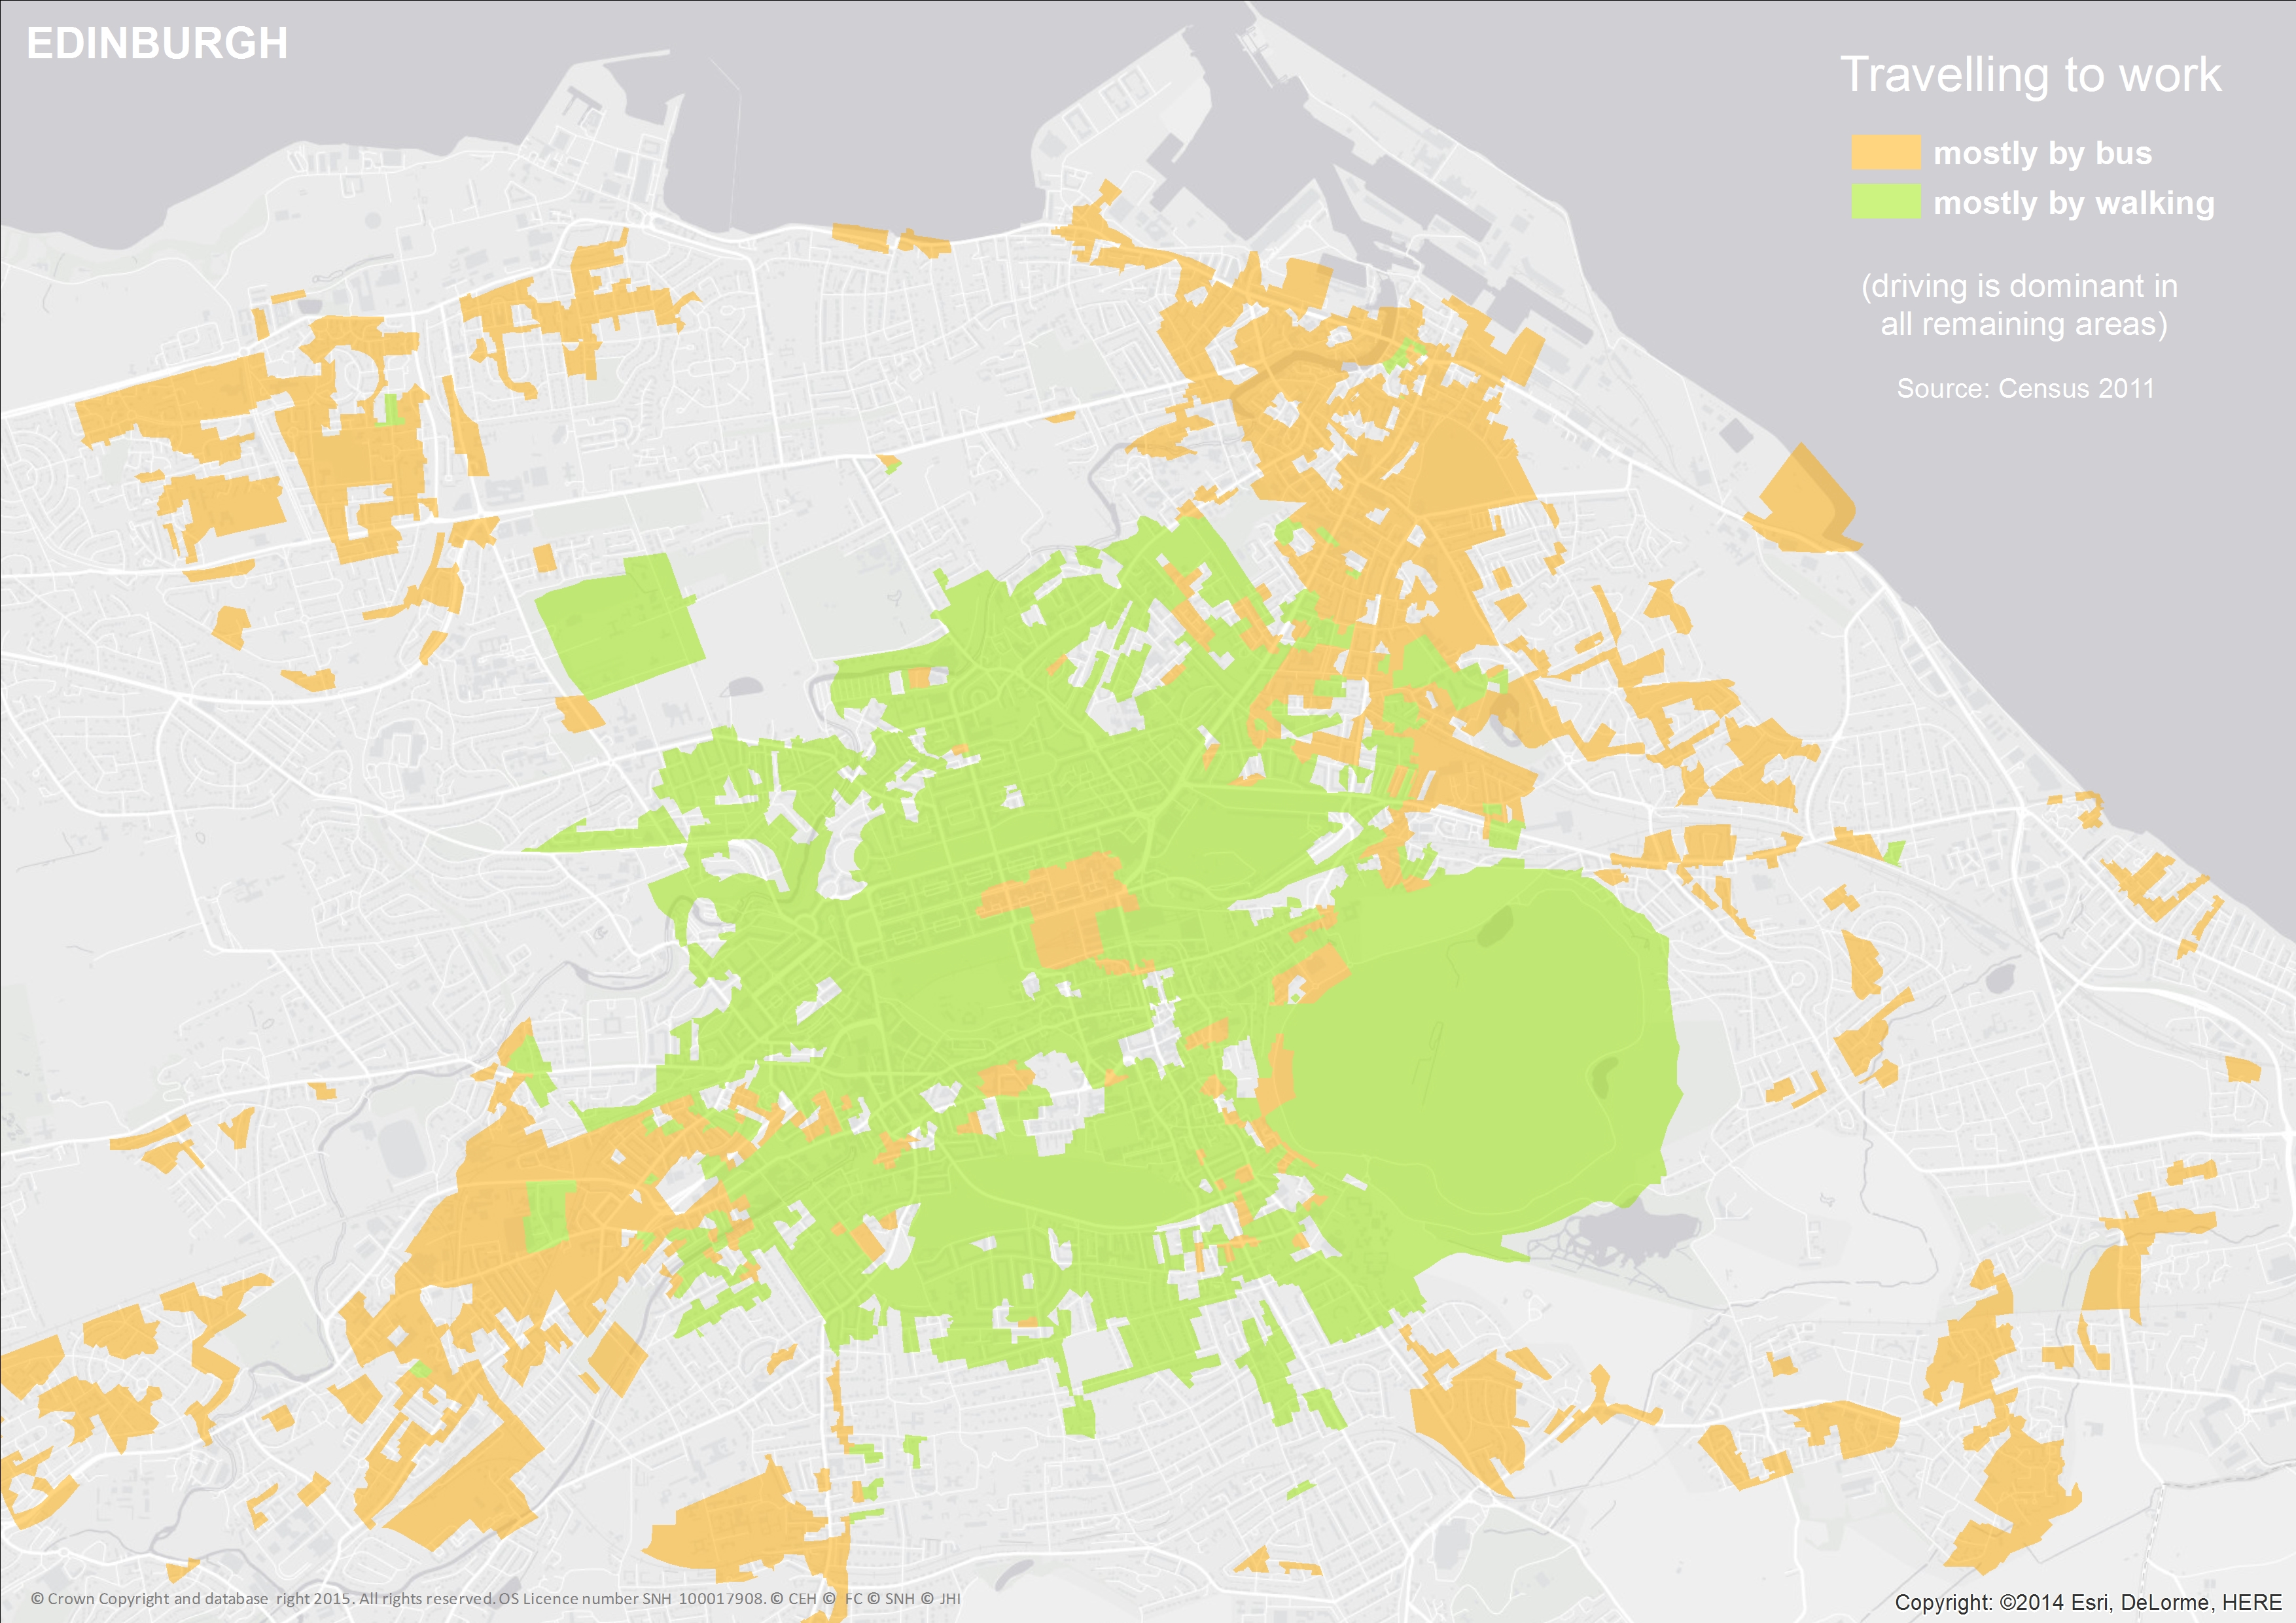 EDINBURGH
Travelling to work
mostly by bus
mostly by walking
(driving is dominant in
all remaining areas)
Source: Census 2011
© Crown Copyright and database right 2015. All rights reserved. OS Licence number SNH 100017908. © CEH © FC © SNH © JHI
Copyright: ©2014 Esri, DeLorme, HERE